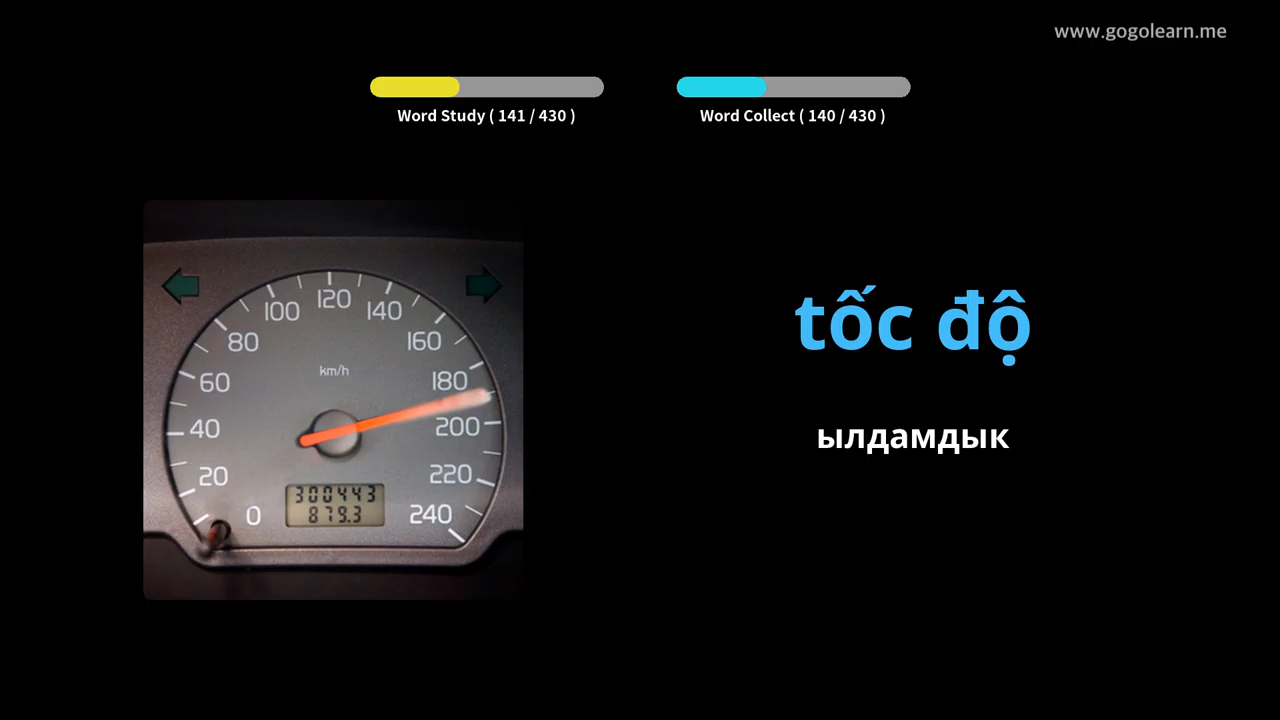 www.gogolearn.me
Word Study ( 141 / 430 )
Word Collect ( 140 / 430 )
120
100
140
80
160
km/h
60
180
40
200
20
220
0
240
300443
879.3
tốc độ
ылдамдык